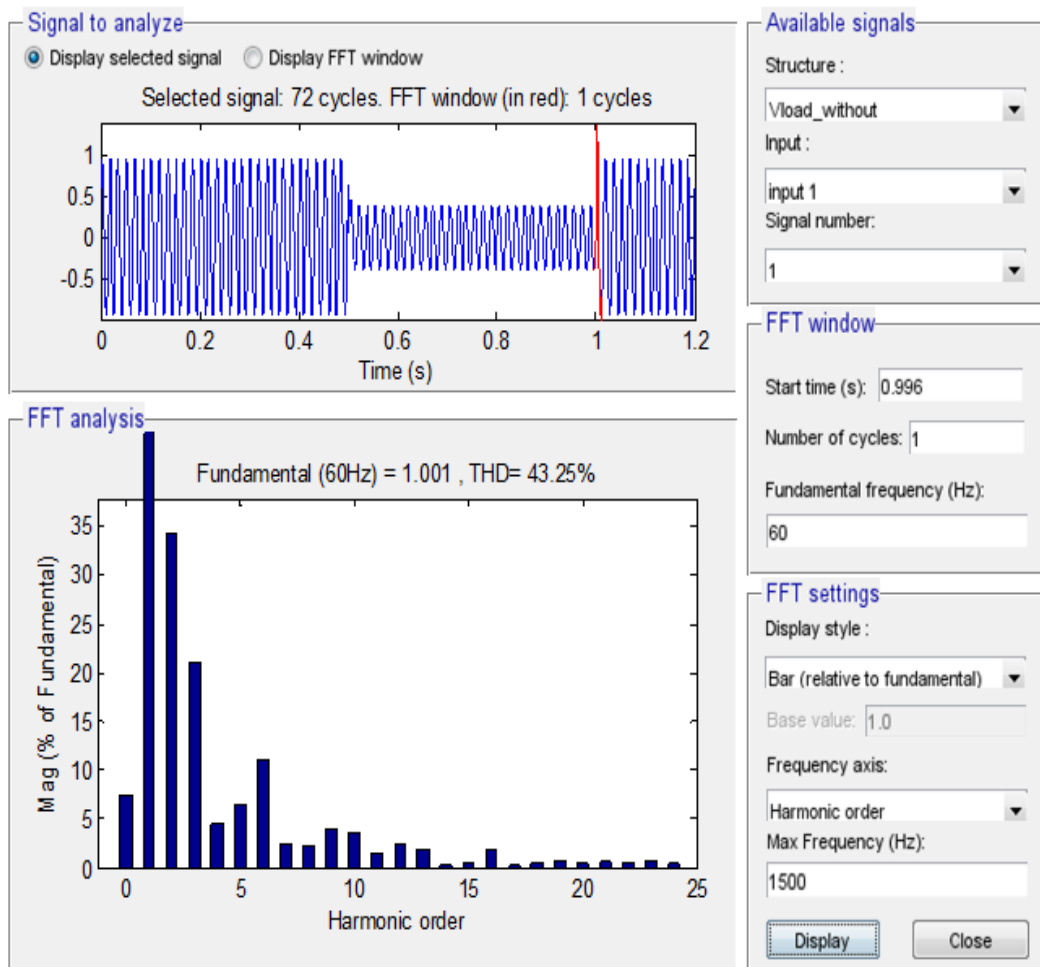 Signal to analyze
Display selected signal Display FFT window
Selected signal: 72 cycles. FFT window (in red): 1 cycles
1
0.5
0
-0.5
0 0.2 0.4 0.6 0.8 1 1.2
Time (s)
FFT analysis
Fundamental (60Hz) = 1.001 , THD= 43.25%
35
30
25
20
15
10
5
0
Mag (% of Fundamental)
0 5 10 15 20 25
Harmonic order
Available signals
Structure :
Vload_without
Input :
input 1
Signal number:
1
FFT window
Start time (s): 0.996
Number of cycles: 1
Fundamental frequency (Hz):
60
FFT settings
Display style :
Bar (relative to fundamental)
Base value: 1.0
Frequency axis:
Harmonic order
Max Frequency (Hz):
1500
Display Close